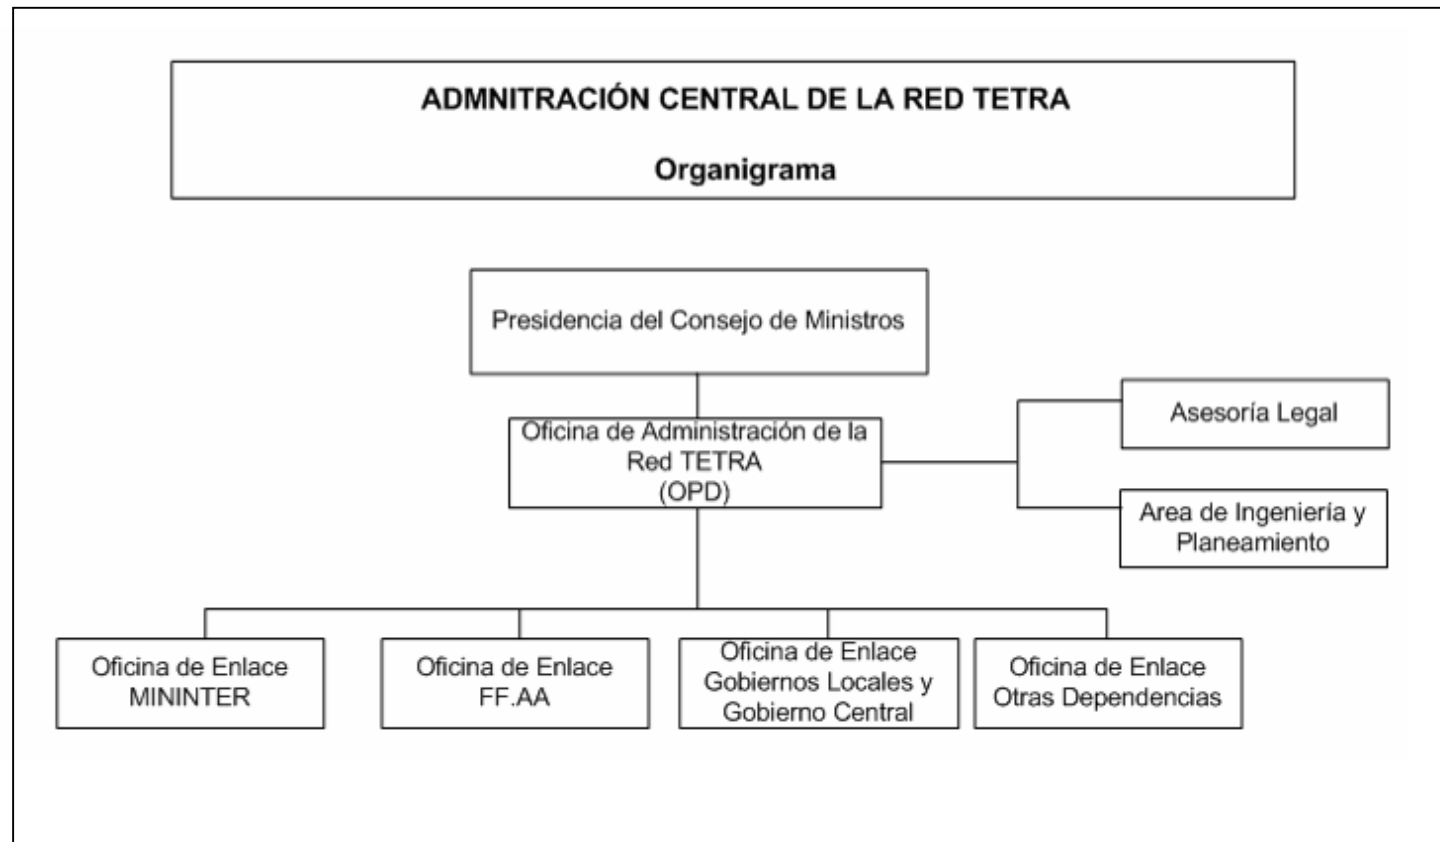 ADMNITRACIÓN CENTRAL DE LA RED TETRA
Organigrama
Presidencia del Consejo de Ministros
Oficina de Administración de la
Red TETRA
(OPD)
Asesoría Legal
Area de Ingeniería y
Planeamiento
Oficina de Enlace
MININTER
Oficina de Enlace
FF.AA
Oficina de Enlace
Gobiernos Locales y
Gobierno Central
Oficina de Enlace
Otras Dependencias